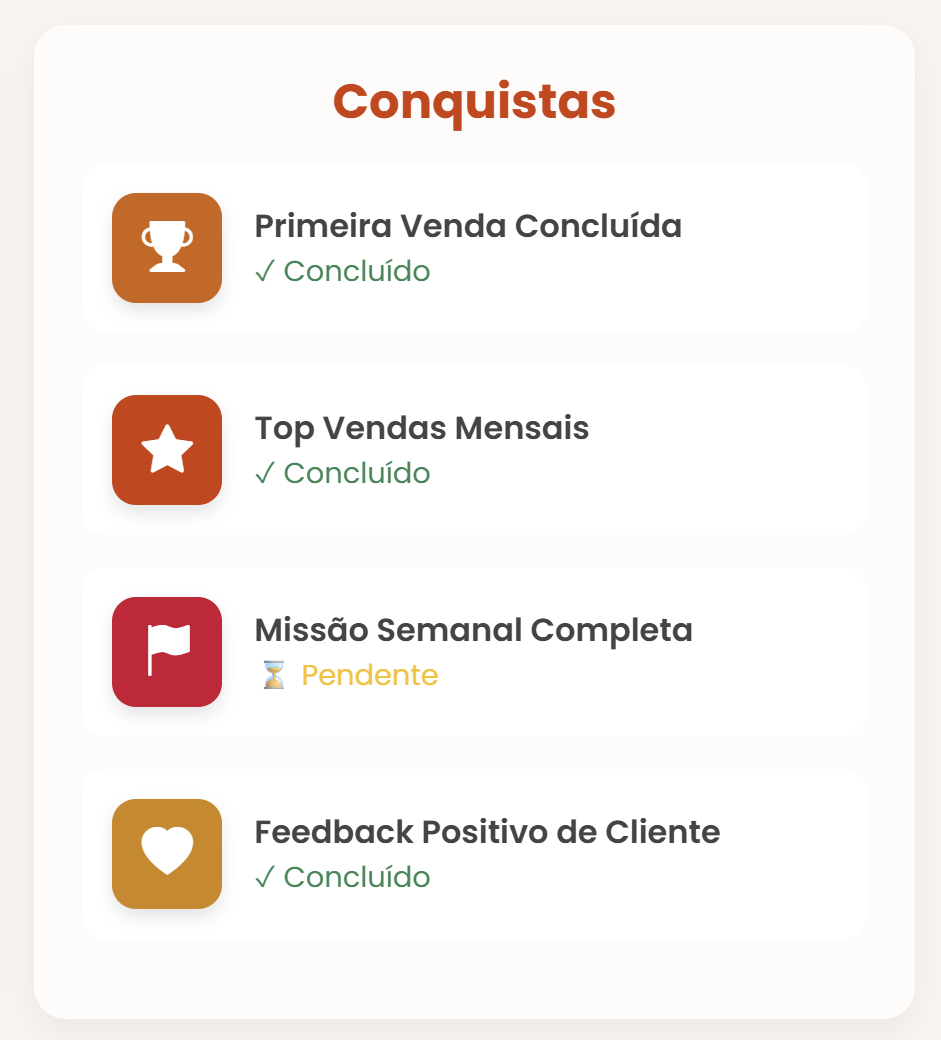 Conquistas
Primeira Venda Concluída
✓ Concluído
Top Vendas Mensais
✓ Concluído
Missão Semanal Completa
⏳ Pendente
Feedback Positivo de Cliente
✓ Concluído